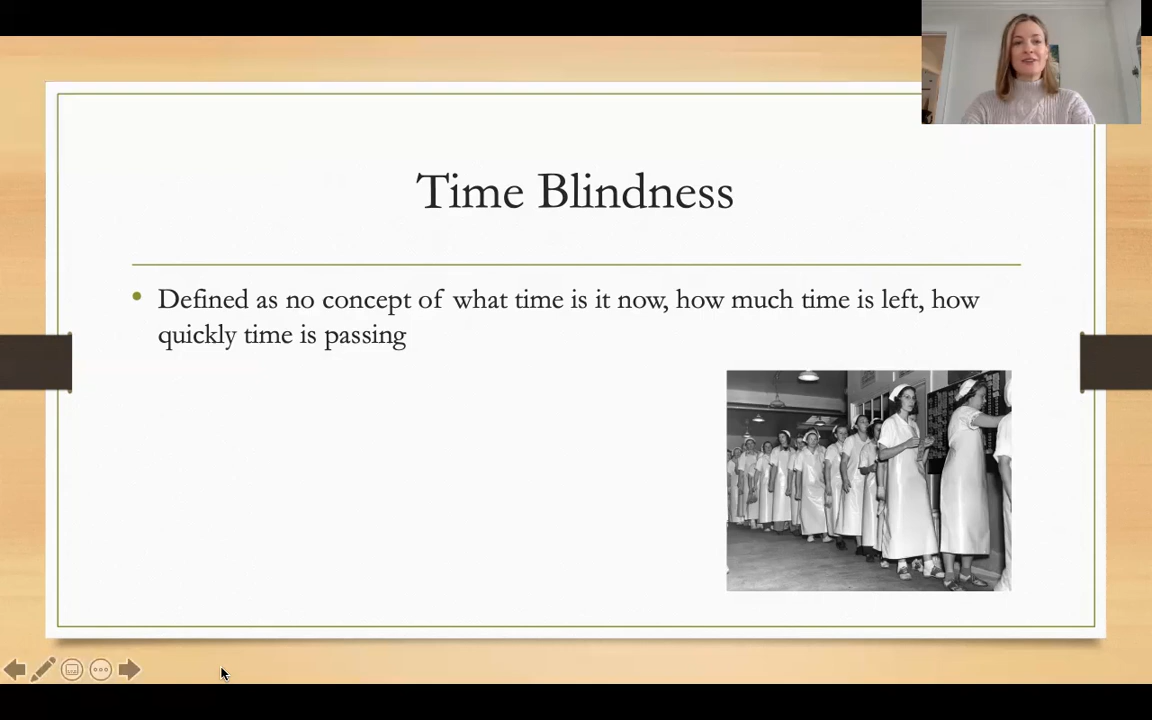 Time Blindness
Defined as no concept of what time is it now, how much time is left, how
quickly time is passing